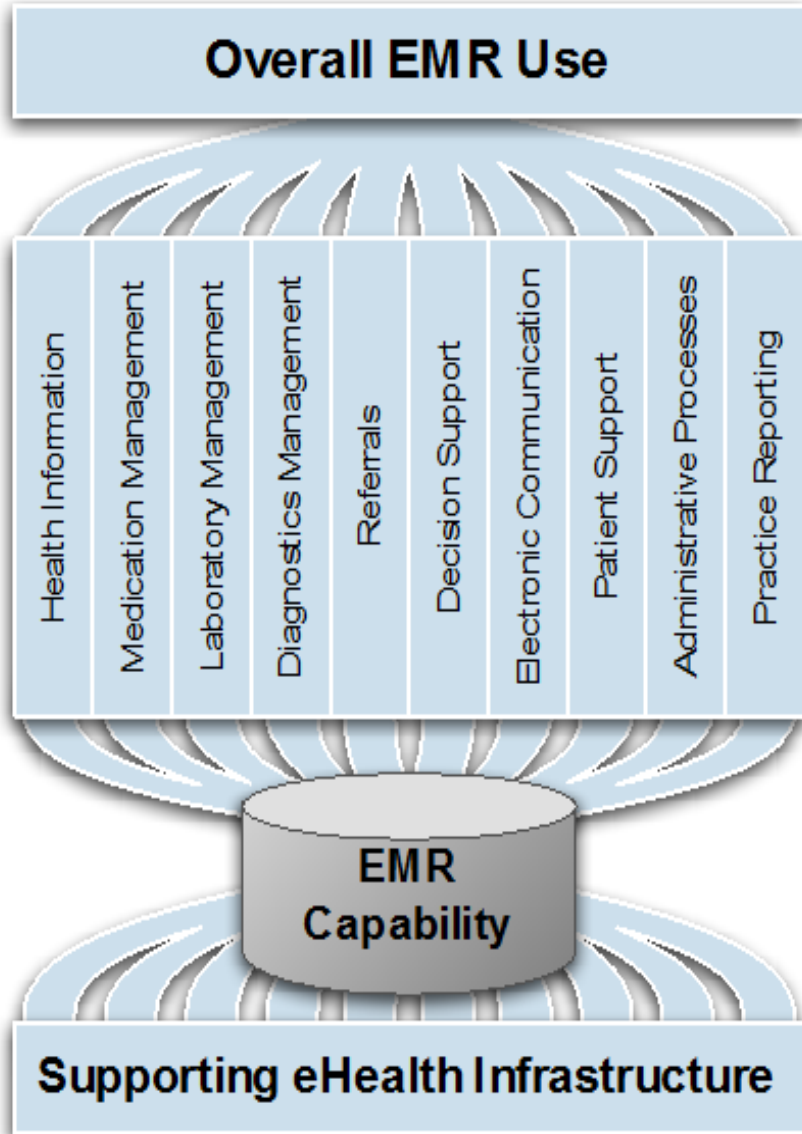 Overall EMR Use
Health Information
Medication Management
Laboratory Management
Diagnostics Management
Referrals
Decision Support
Electronic Communication
Patient Support
Administrative Processes
Practice Reporting
EMR
Capability
Supporting eHealth Infrastructure